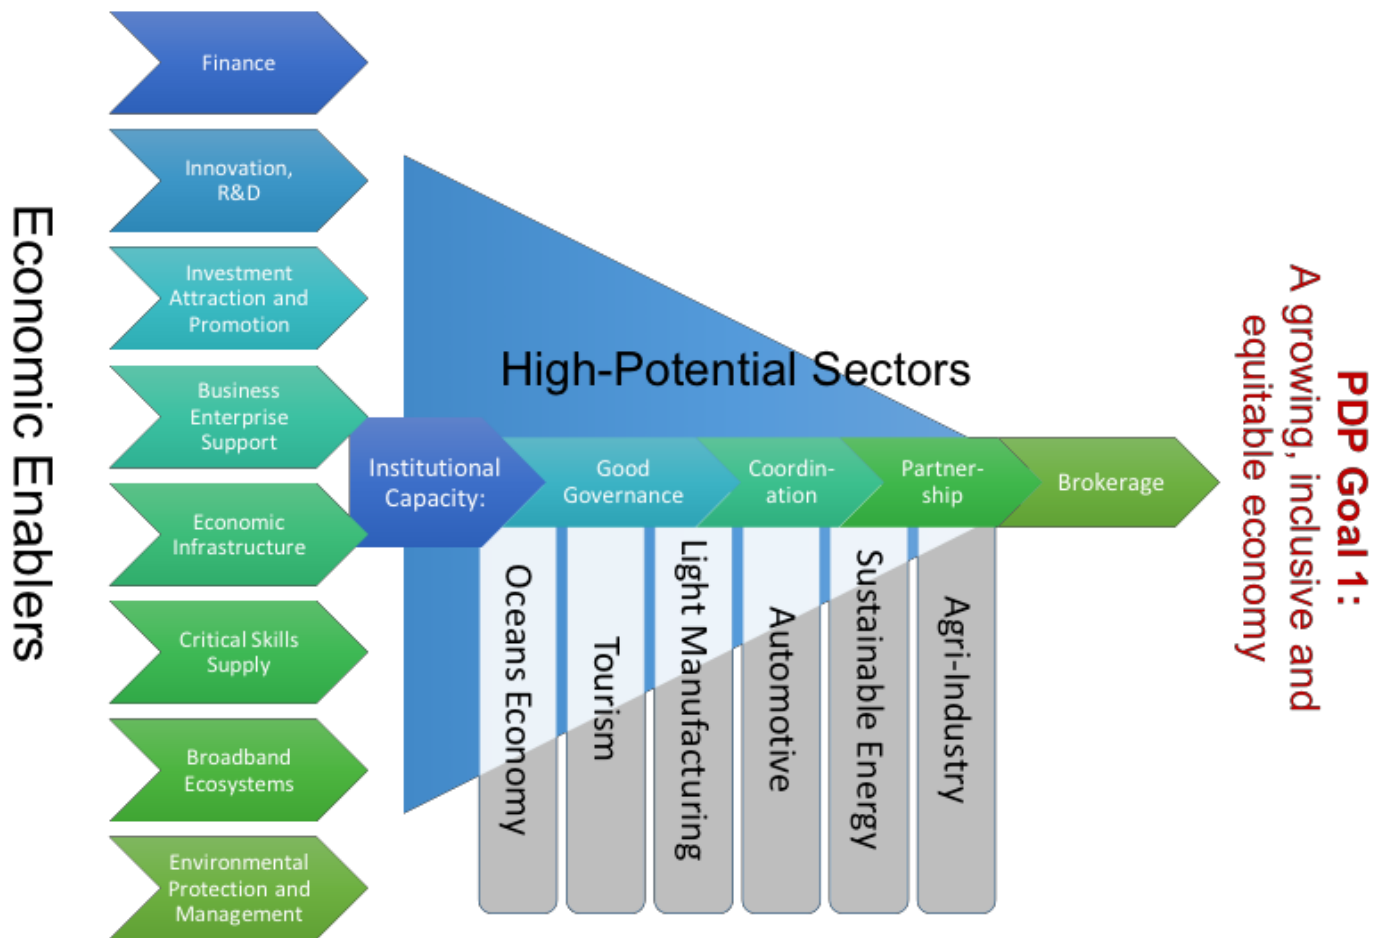 Economic Enablers
Finance
Innovation,
R&D
Investment
Attraction and
Promotion
Business
Enterprise
Support
Economic
Infrastructure
Critical Skills
Supply
Broadband
Ecosystems
Environmental
Protection and
Management
High-Potential Sectors
Institutional
Capacity:
Good
Governance
Coordin-
ation
Partner-
ship
Brokerage
Oceans Economy
Tourism
Light Manufacturing
Automotive
Sustainable Energy
Agri-Industry
PDP Goal 1:
A growing, inclusive and
equitable economy